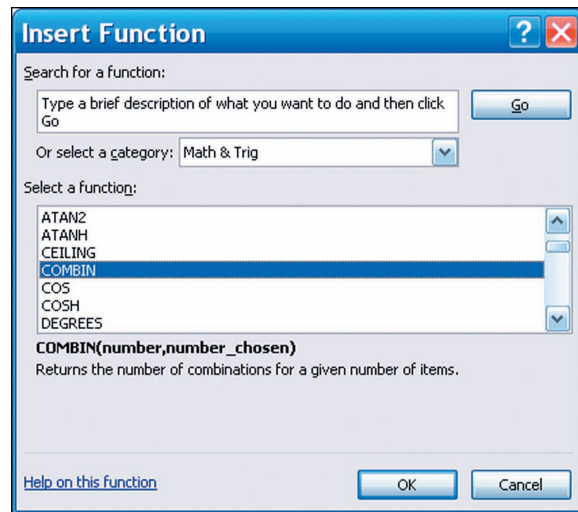 Insert Function
Search for a function:
Type a brief description of what you want to do and then click
Go
Go
Or select a category: Math & Trig
Select a function:
ATAN2
ATANH
CEILING
COMBIN
COS
COSH
DEGREES
COMBIN(number,number_chosen)
Returns the number of combinations for a given number of items.
Help on this function
OK
Cancel